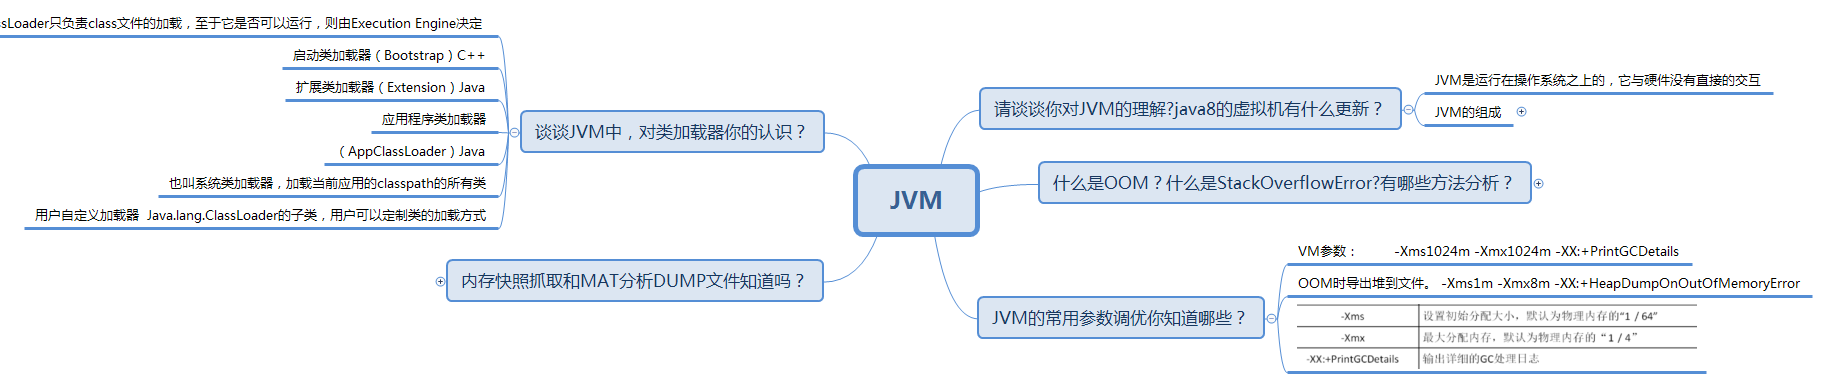 ssLoader只负责class文件的加载，至于它是否可以运行，则由Execution Engine决定
启动类加载器（Bootstrap）C++
扩展类加载器（Extension）Java
应用程序类加载器
（AppClassLoader）Java
也叫系统类加载器，加载当前应用的classpath的所有类
用户自定义加载器 Java.lang.ClassLoader的子类，用户可以定制类的加载方式
谈谈JVM中，对类加载器你的认识？
内存快照抓取和MAT分析DUMP文件知道吗？
JVM
请谈谈你对JVM的理解?java8的虚拟机有什么更新？
JVM是运行在操作系统之上的，它与硬件没有直接的交互
JVM的组成
什么是OOM？什么是StackOverflowError?有哪些方法分析？
JVM的常用参数调优你知道哪些？
VM参数： -Xms1024m -Xmx1024m -XX:+PrintGCDetails
OOM时导出堆到文件。 -Xms1m -Xmx8m -XX:+HeapDumpOnOutOfMemoryError
-Xms 设置初始分配大小，默认为物理内存的“1 / 64”
-Xmx 最大分配内存，默认为物理内存的“1 / 4”
-XX:+PrintGCDetails 输出详细的GC处理日志